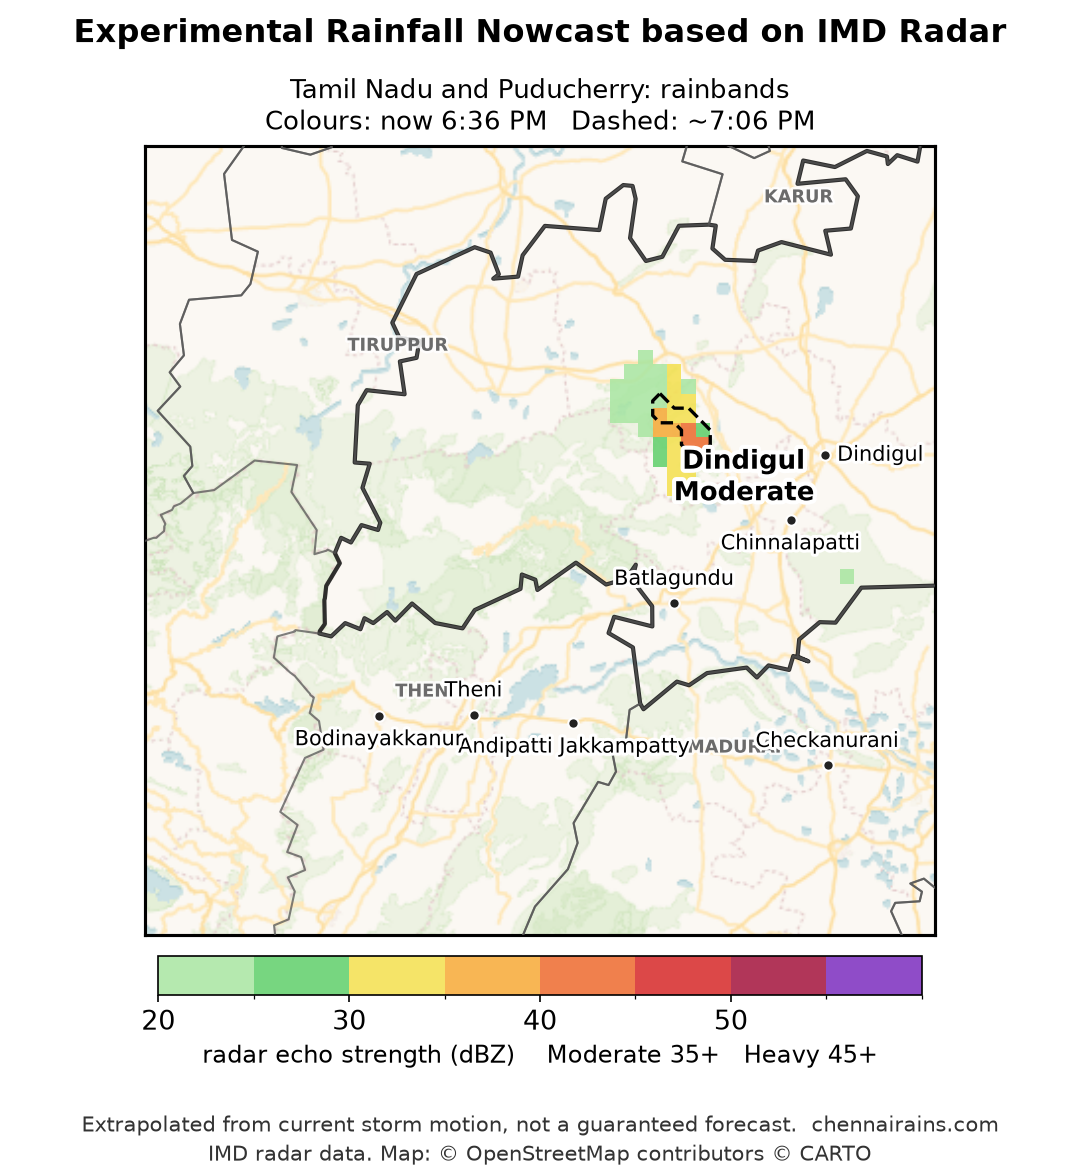 Experimental Rainfall Nowcast based on IMD Radar
Tamil Nadu and Puducherry: rainbands
Colours: now 6:36 PM   Dashed: ~7:06 PM
KARUR
TIRUPPUR
Dindigul
Dindigul
Moderate
Chinnalapatti
Batlagundu
THEN
Theni
Bodinayakkanur
Andipatti Jakkampatty
MADURAI
Checkanurani
20 30 40 50
radar echo strength (dBZ)   Moderate 35+   Heavy 45+
Extrapolated from current storm motion, not a guaranteed forecast.  chennairains.com
IMD radar data. Map: © OpenStreetMap contributors © CARTO